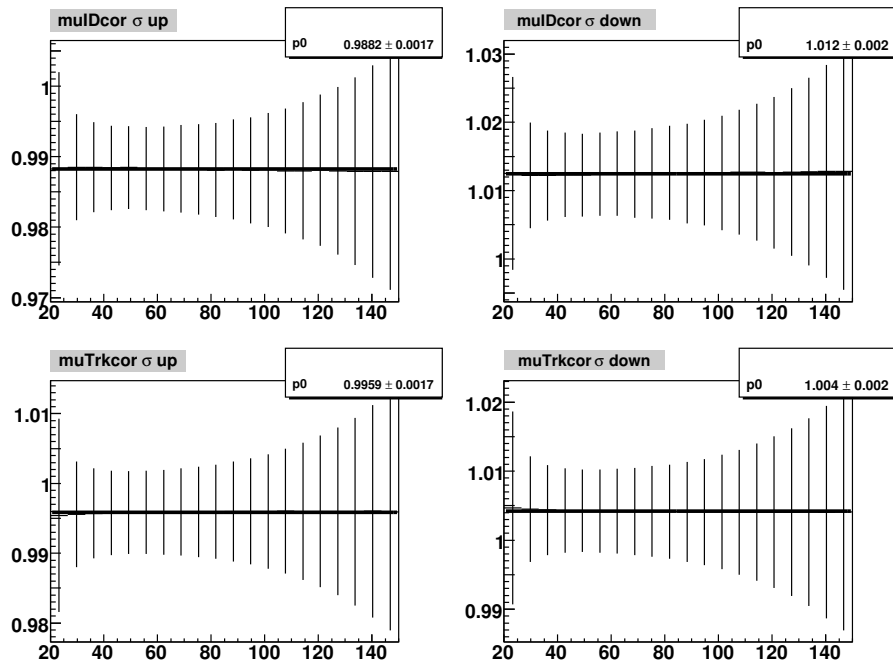 muIDcor σ up
p0 0.9882 ± 0.0017
1
0.99
0.98
0.97
20 40 60 80 100 120 140
muIDcor σ down
p0 1.012 ± 0.002
1.03
1.02
1.01
1
20 40 60 80 100 120 140
muTrkcor σ up
p0 0.9959 ± 0.0017
1.01
1
0.99
0.98
20 40 60 80 100 120 140
muTrkcor σ down
p0 1.004 ± 0.002
1.02
1.01
1
0.99
20 40 60 80 100 120 140